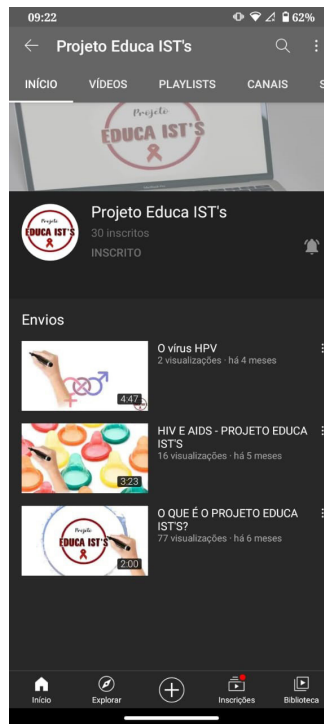 09:22
62%
Projeto Educa IST's
INÍCIO VÍDEOS PLAYLISTS CANAIS S
Projeto
EDUCA IST'S
Projeto
EDUCA IST'S
Projeto Educa IST's
30 inscritos
INSCRITO
Envios
O vírus HPV
2 visualizações · há 4 meses
4:47
HIV E AIDS - PROJETO EDUCA
IST'S
16 visualizações · há 5 meses
3:23
O QUE É O PROJETO EDUCA
IST'S?
77 visualizações · há 6 meses
Projeto
EDUCA IST'S
2:00
Início Explorar Inscrições Biblioteca